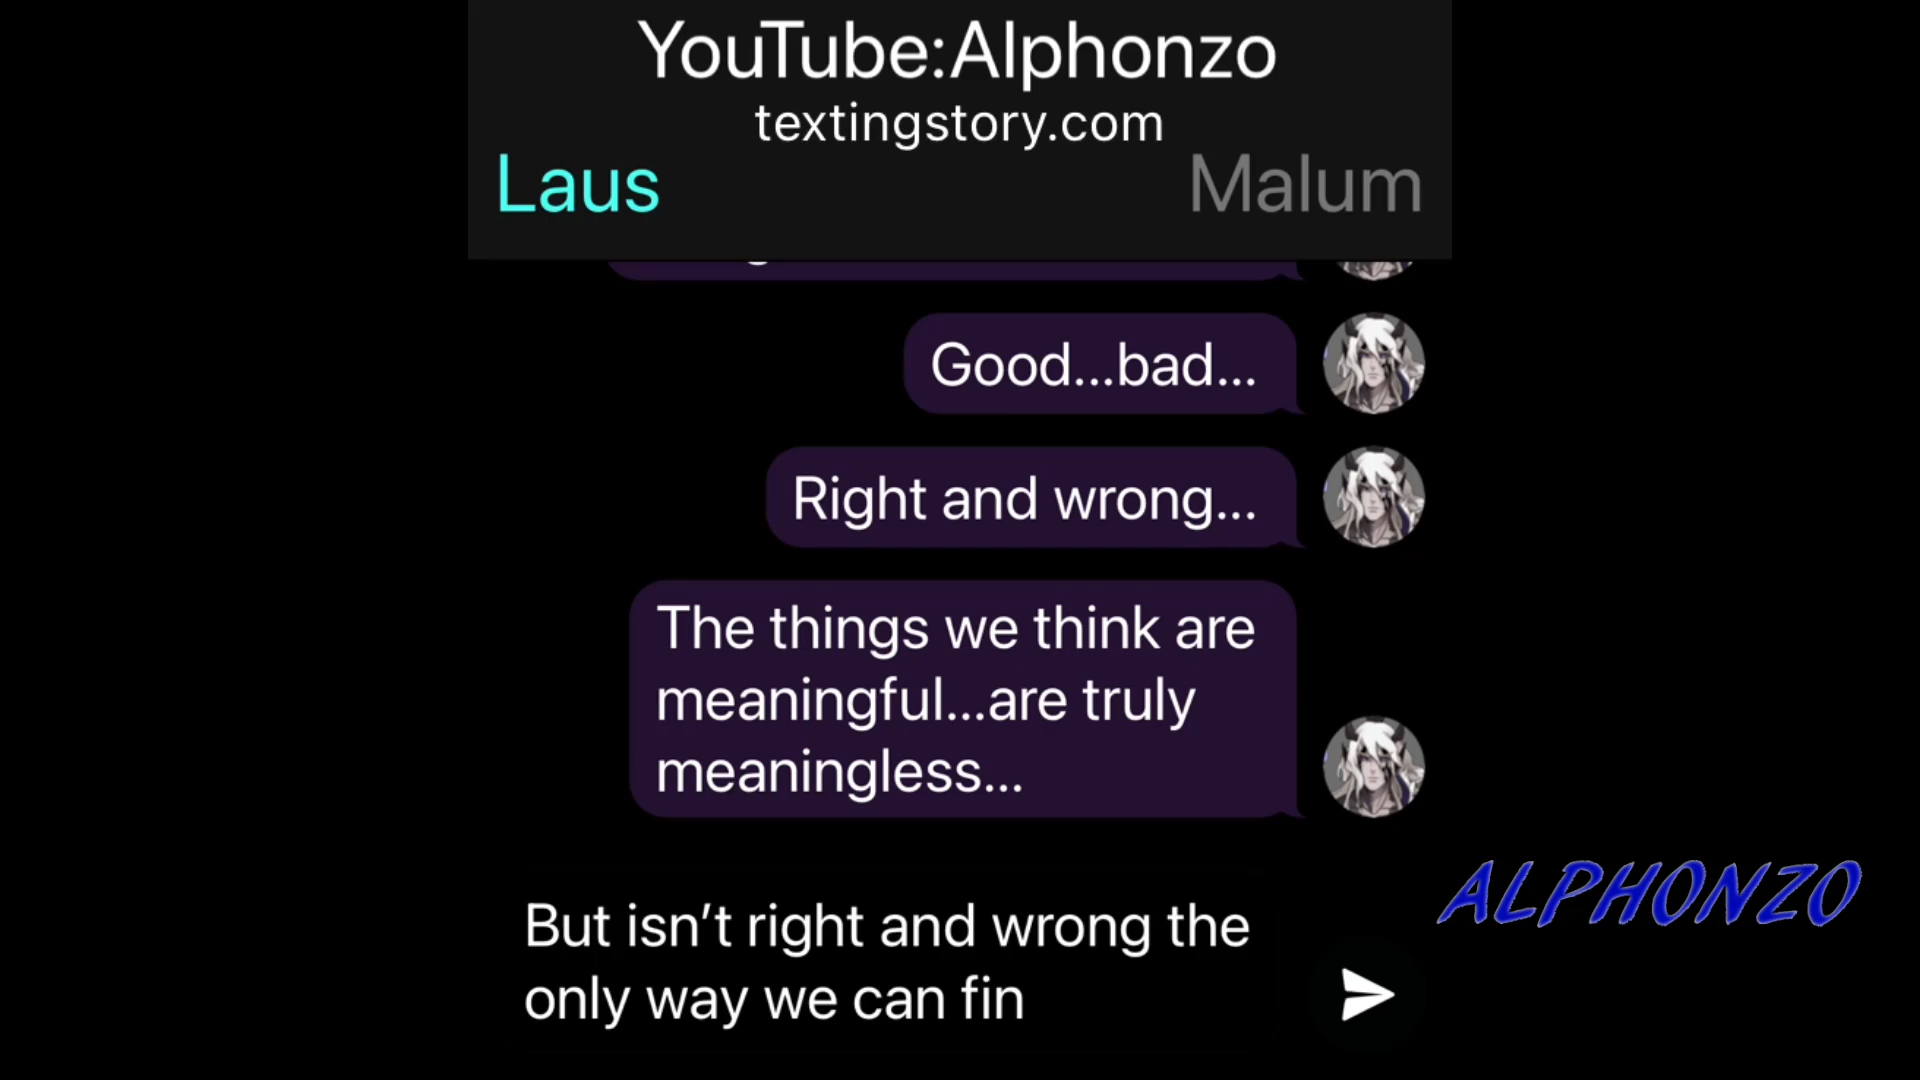 YouTube:Alphonzo
textingstory.com
Laus
Malum
Good...bad...
Right and wrong...
The things we think are
meaningful...are truly
meaningless...
But isn’t right and wrong the
only way we can fin
ALPHONZO